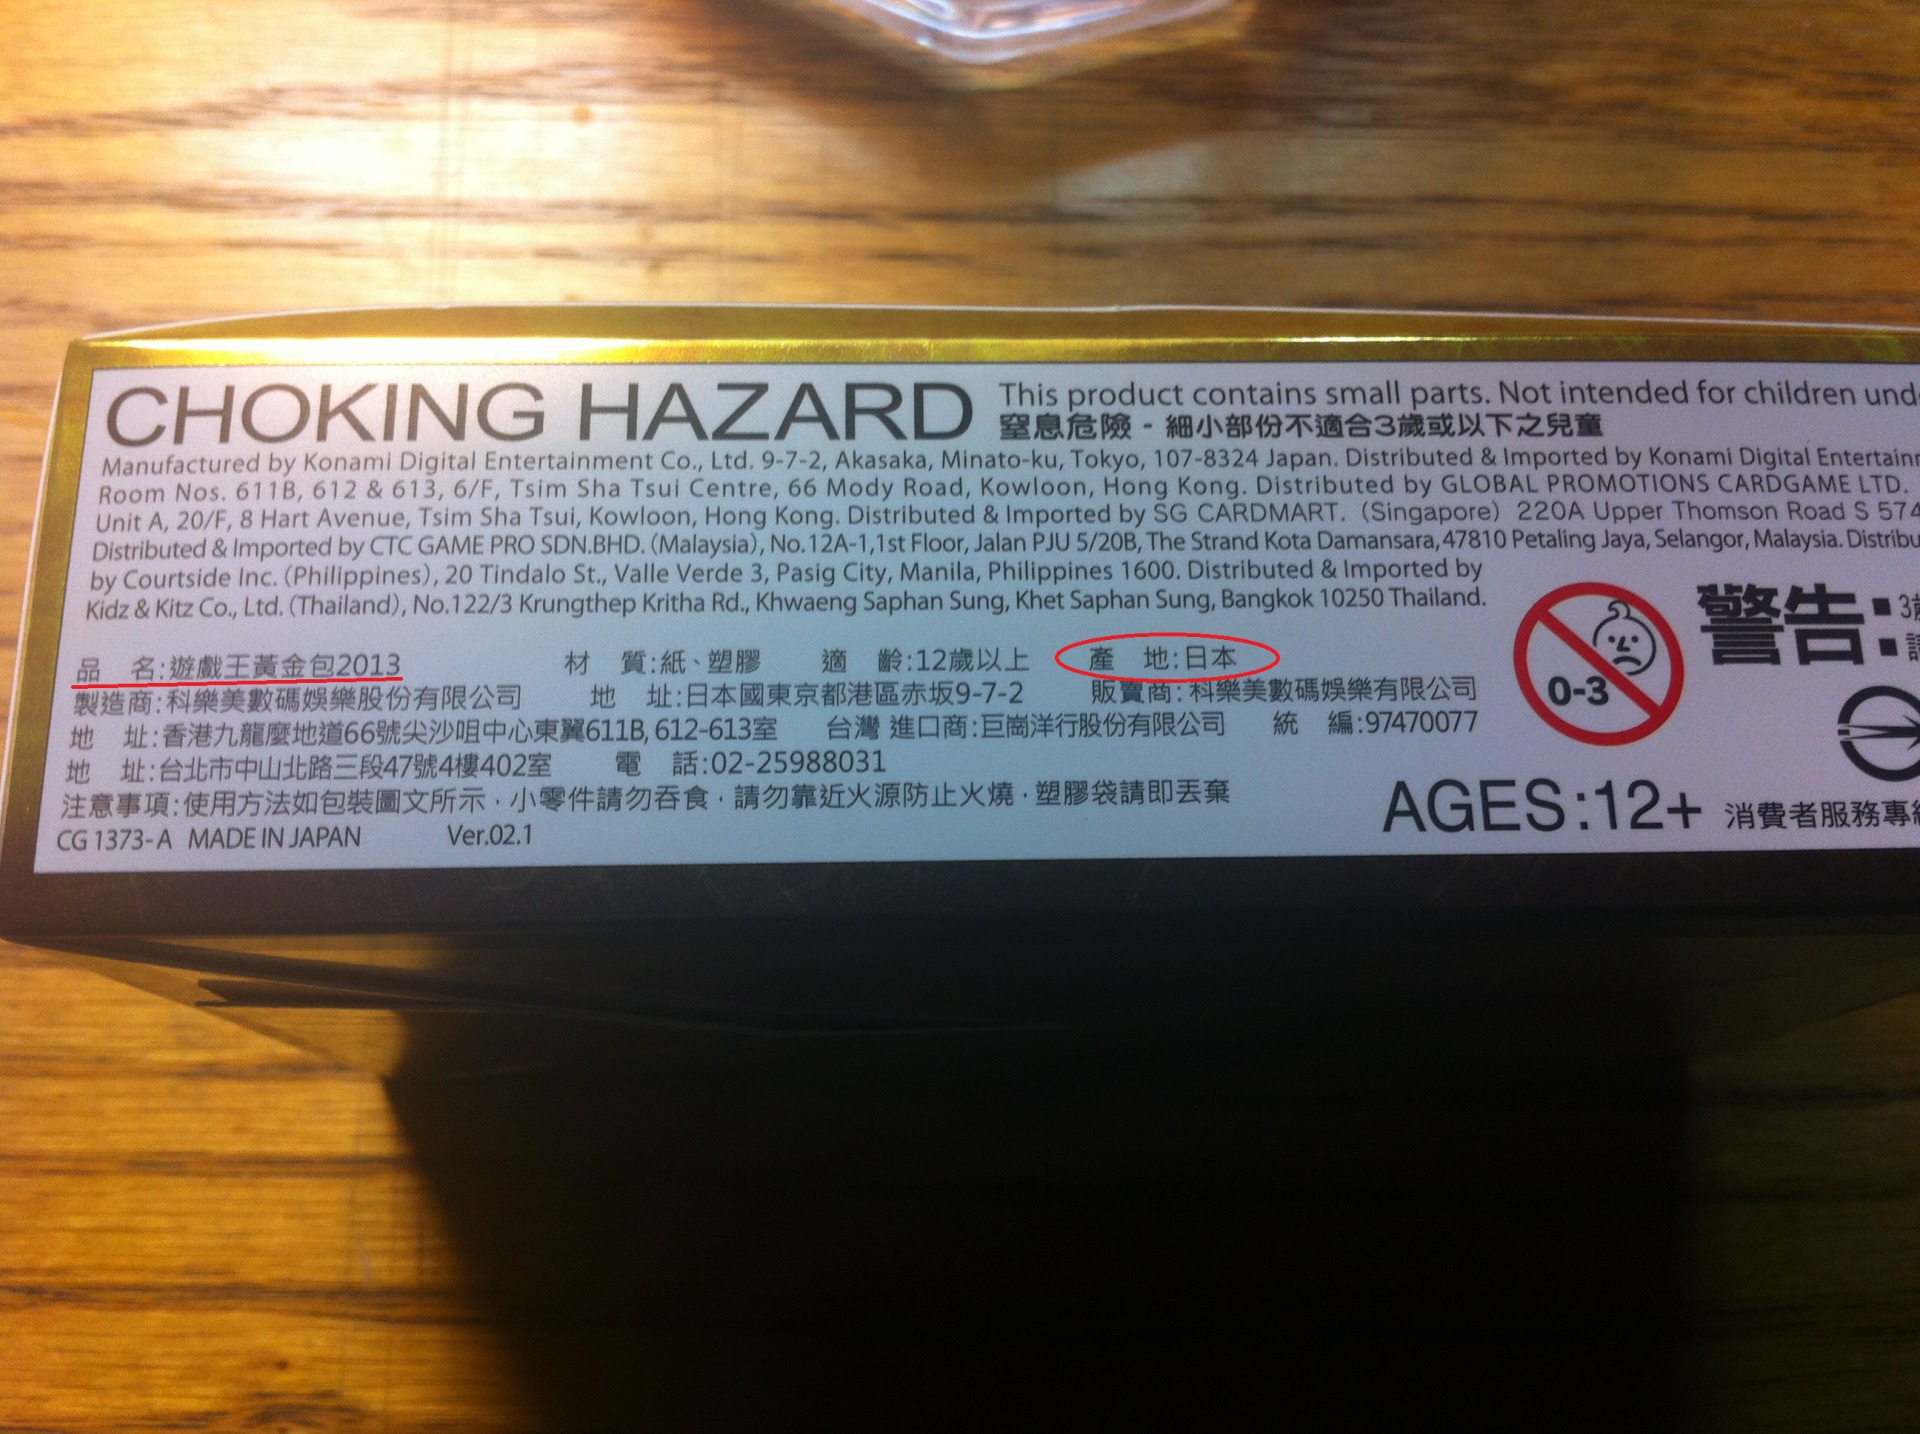 CHOKING HAZARD This product contains small parts. Not intended for children
窒息危險 - 細小部份不適合3歲或以下之兒童
Manufactured by Konami Digital Entertainment Co., Ltd. 9-7-2, Akasaka, Minato-ku, Tokyo, 107-8324 Japan. Distributed & Imported by Konami Digital
Room Nos. 611B, 612 & 613, 6/F, Tsim Sha Tsui Centre, 66 Mody Road, Kowloon, Hong Kong. Distributed by GLOBAL PROMOTIONS CARDGAME LTD.
Unit A, 20/F, 8 Hart Avenue, Tsim Sha Tsui, Kowloon, Hong Kong. Distributed & Imported by SG CARDMART. (Singapore) 220A Upper Thomson Road S
Distributed & Imported by CTC GAME PRO SDN.BHD. (Malaysia), No.12A-1,1st Floor, Jalan PJU 5/20B, The Strand Kota Damansara, 47810 Petaling Jaya, Selangor, Malaysia.
by Courtside Inc. (Philippines), 20 Tindalo St., Valle Verde 3, Pasig City, Manila, Philippines 1600. Distributed & Imported by
Kidz & Kitz Co., Ltd. (Thailand), No.122/3 Krungthep Kritha Rd., Khwaeng Saphan Sung, Khet Saphan Sung, Bangkok 10250 Thailand.
品 名:遊戲王黃金包2013 材 質:紙、塑膠 適 齡:12歲以上 產 地:日本
製造商:科樂美數碼娛樂股份有限公司 地 址:日本國東京都港區赤坂9-7-2 販賣商:科樂美數碼娛樂有限公司
地 址:香港九龍麼地道66號尖沙咀中心東翼611B, 612-613室 台灣 進口商:巨崗洋行股份有限公司 統 編:97470077
地 址:台北市中山北路三段47號4樓402室 電 話:02-25988031
注意事項:使用方法如包裝圖文所示 · 小零件請勿吞食 · 請勿靠近火源防止火燒 · 塑膠袋請即丟棄
CG 1373-A MADE IN JAPAN Ver.02.1
0-3
警告:
AGES:12+ 消費者服務專